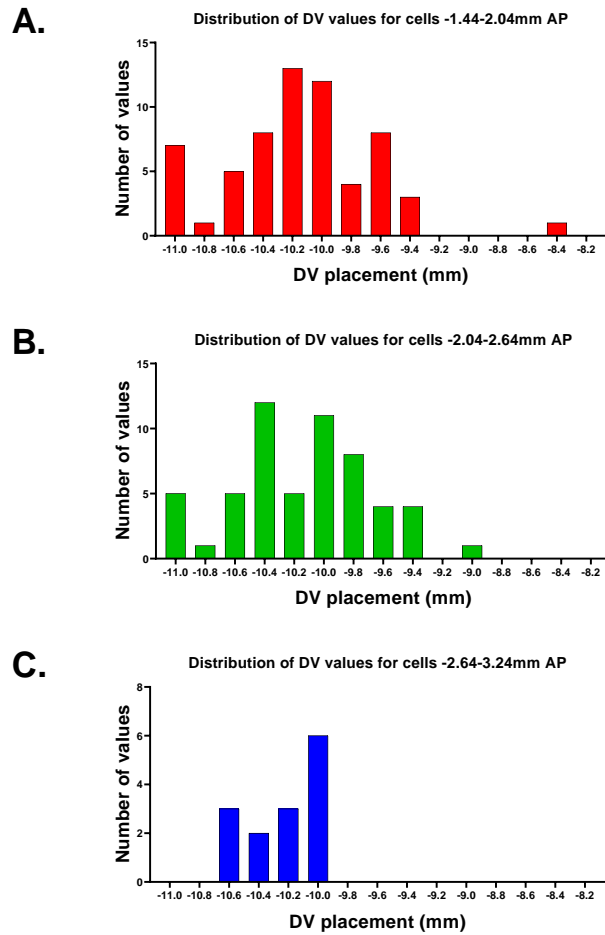 A.
Distribution of DV values for cells -1.44-2.04mm AP
Number of values
15
10
5
0
-11.0 -10.8 -10.6 -10.4 -10.2 -10.0 -9.8 -9.6 -9.4 -9.2 -9.0 -8.8 -8.6 -8.4 -8.2
DV placement (mm)
B.
Distribution of DV values for cells -2.04-2.64mm AP
Number of values
15
10
5
0
-11.0 -10.8 -10.6 -10.4 -10.2 -10.0 -9.8 -9.6 -9.4 -9.2 -9.0 -8.8 -8.6 -8.4 -8.2
DV placement (mm)
C.
Distribution of DV values for cells -2.64-3.24mm AP
Number of values
8
6
4
2
0
-11.0 -10.8 -10.6 -10.4 -10.2 -10.0 -9.8 -9.6 -9.4 -9.2 -9.0 -8.8 -8.6 -8.4 -8.2
DV placement (mm)